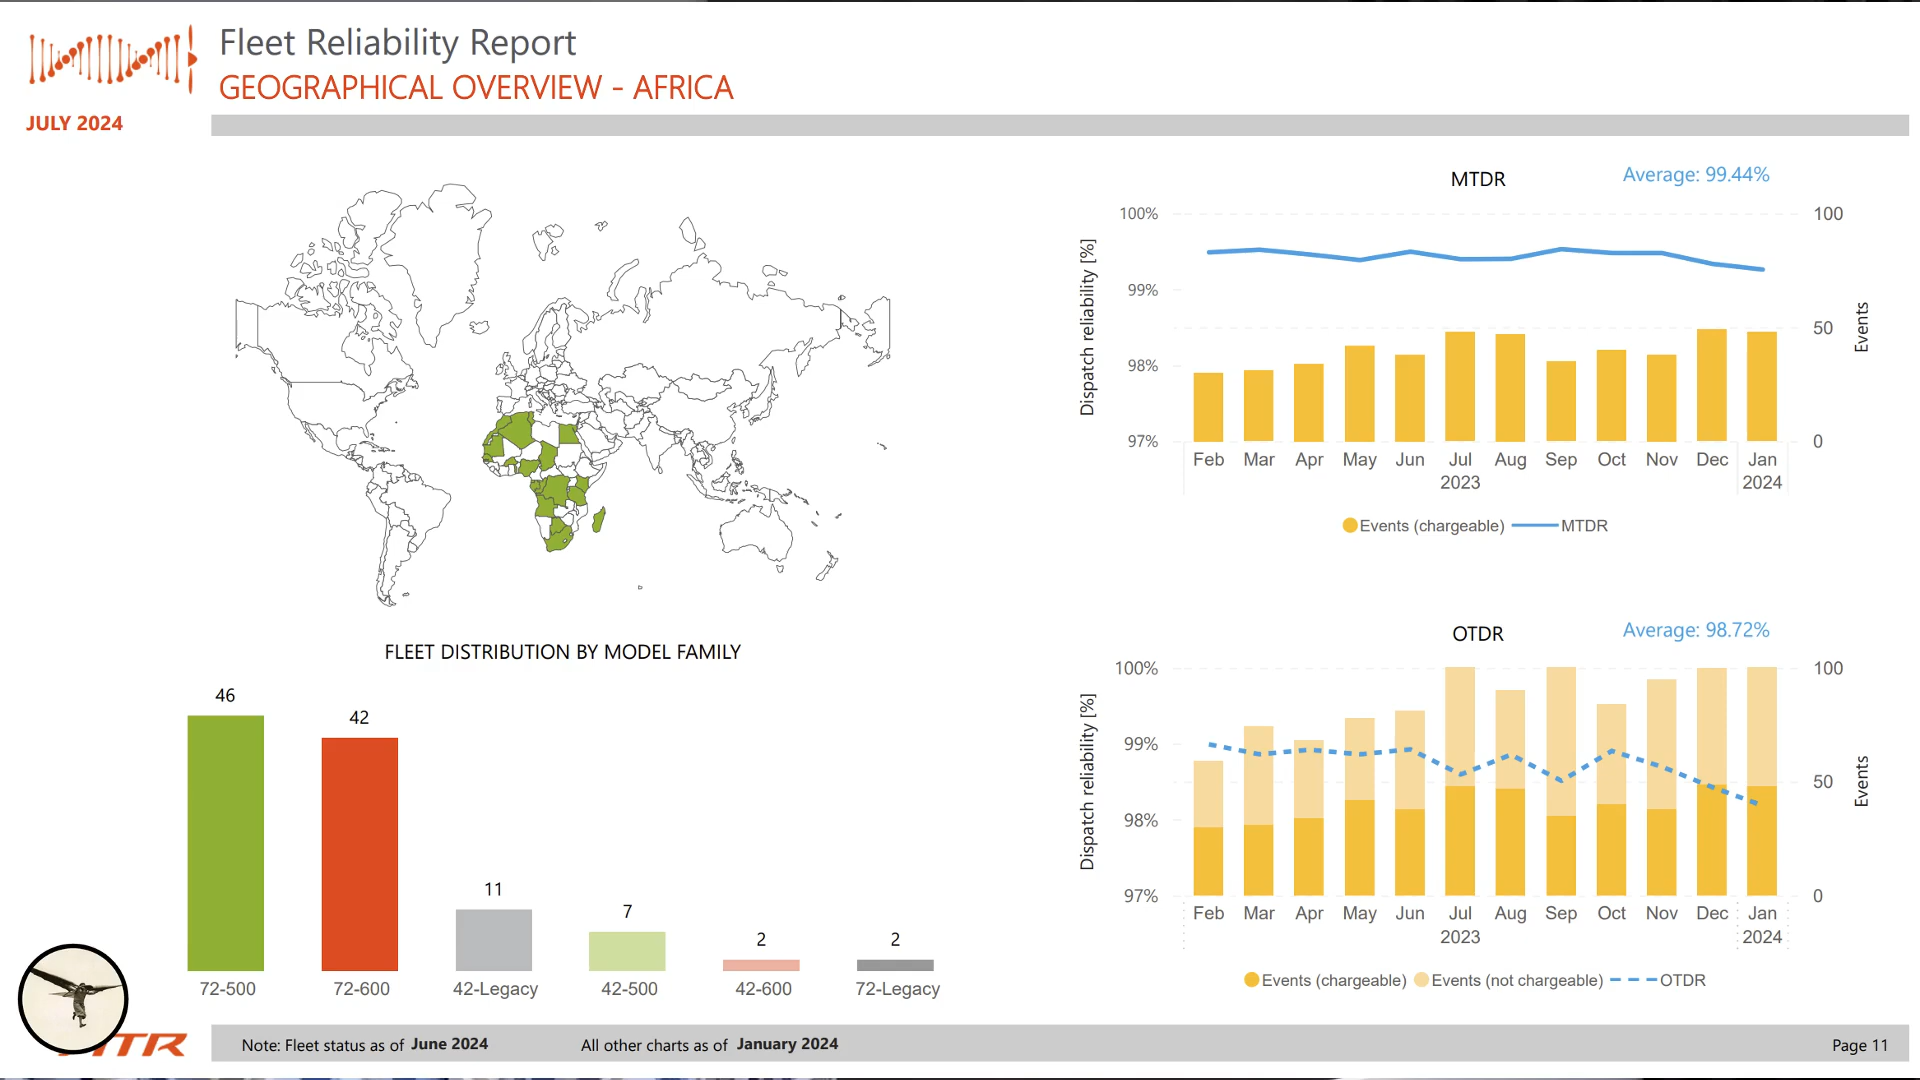 Fleet Reliability Report
GEOGRAPHICAL OVERVIEW - AFRICA
JULY 2024
MTDR
Average: 99.44%
100%
99%
98%
97%
Dispatch reliability [%]
100
50
0
Events
Feb Mar Apr May Jun Jul Aug Sep Oct Nov Dec Jan
2023 2024
Events (chargeable) MTDR
FLEET DISTRIBUTION BY MODEL FAMILY
46
42
11
7
2
2
72-500 72-600 42-Legacy 42-500 42-600 72-Legacy
OTDR
Average: 98.72%
100%
99%
98%
97%
Dispatch reliability [%]
100
50
0
Events
Feb Mar Apr May Jun Jul Aug Sep Oct Nov Dec Jan
2023 2024
Events (chargeable) Events (not chargeable) OTDR
Note: Fleet status as of June 2024 All other charts as of January 2024 Page 11